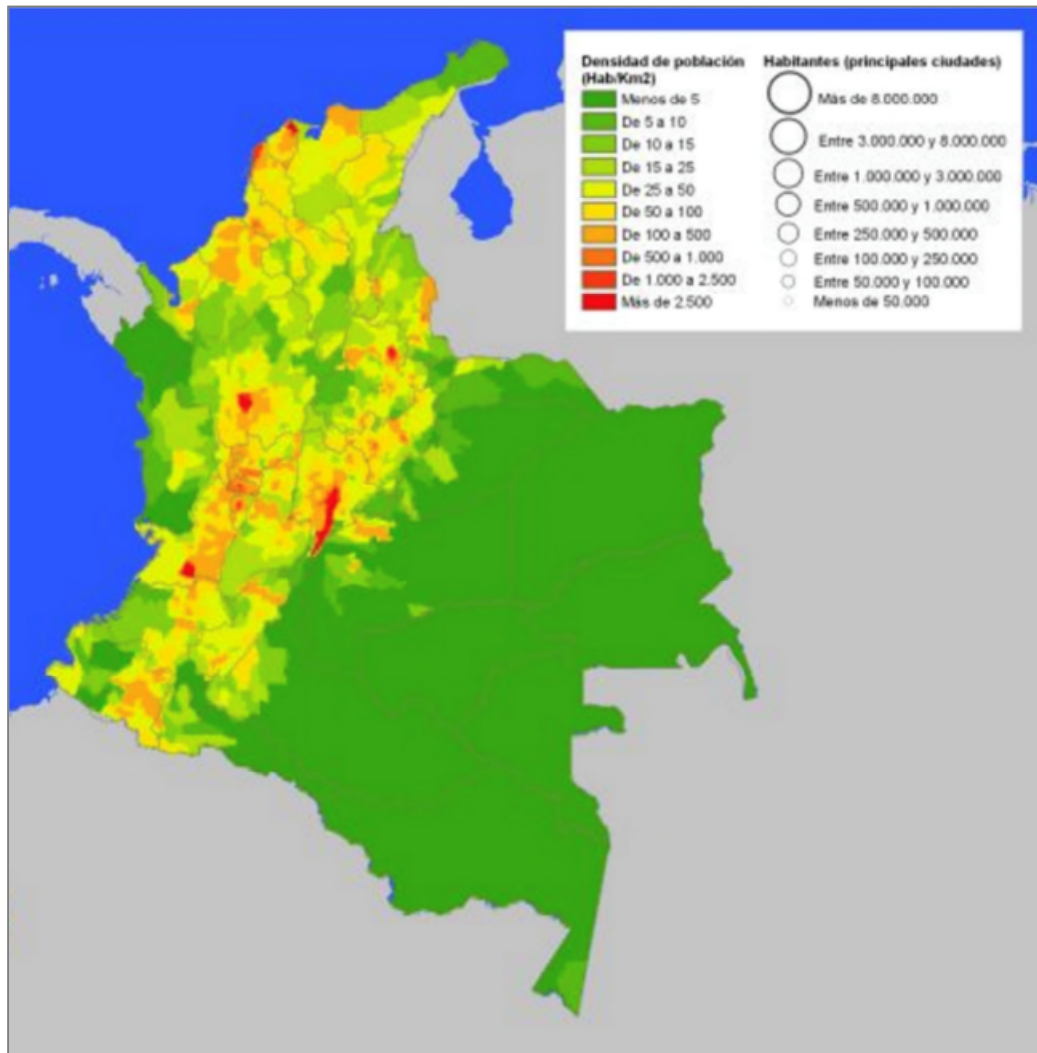 Densidad de población
(Hab/Km2)
Menos de 5
De 5 a 10
De 10 a 15
De 15 a 25
De 25 a 50
De 50 a 100
De 100 a 500
De 500 a 1.000
De 1.000 a 2.500
Más de 2.500
Habitantes (principales ciudades)
Más de 8.000.000
Entre 3.000.000 y 8.000.000
Entre 1.000.000 y 3.000.000
Entre 500.000 y 1.000.000
Entre 250.000 y 500.000
Entre 100.000 y 250.000
Entre 50.000 y 100.000
Menos de 50.000